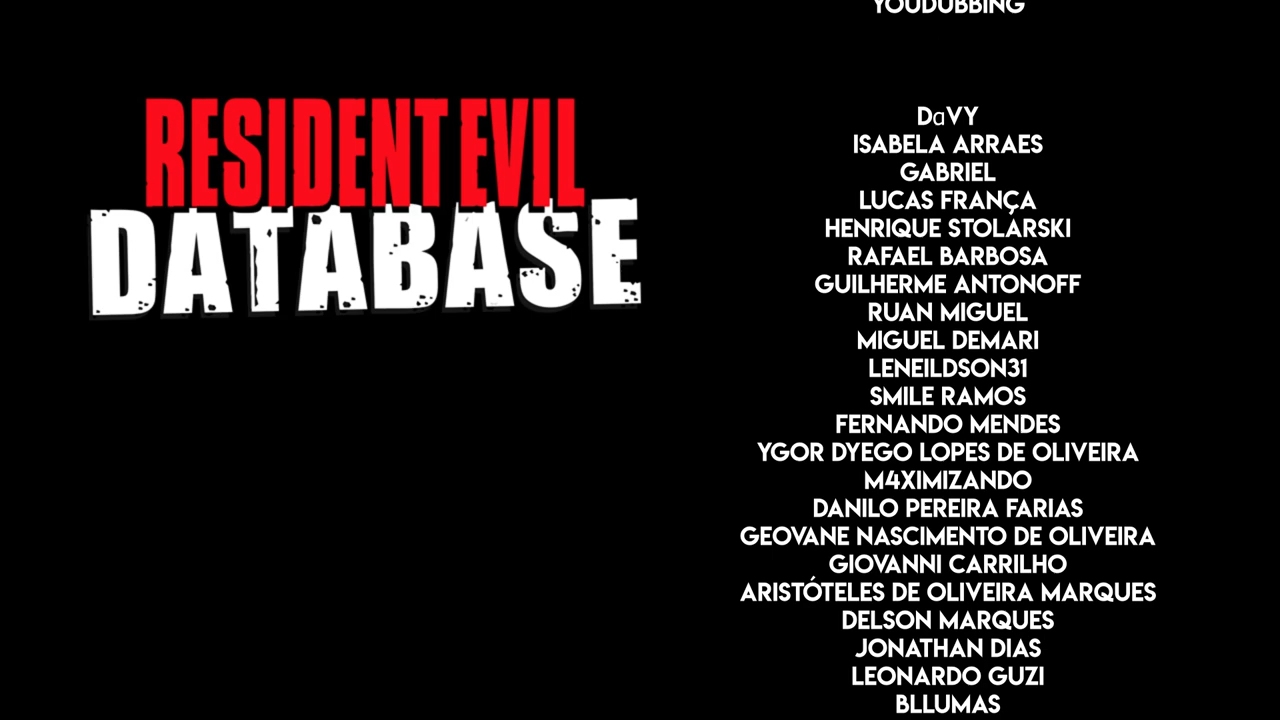 RESIDENT EVIL
DATABASE
YOUDUBBING
DαVY
ISABELA ARRAES
GABRIEL
LUCAS FRANÇA
HENRIQUE STOLARSKI
RAFAEL BARBOSA
GUILHERME ANTONOFF
RUAN MIGUEL
MIGUEL DEMARI
LENEILDSON31
SMILE RAMOS
FERNANDO MENDES
YGOR DYEGO LOPES DE OLIVEIRA
M4XIMIZANDO
DANILO PEREIRA FARIAS
GEOVANE NASCIMENTO DE OLIVEIRA
GIOVANNI CARRILHO
ARISTÓTELES DE OLIVEIRA MARQUES
DELSON MARQUES
JONATHAN DIAS
LEONARDO GUZI
BLLUMAS